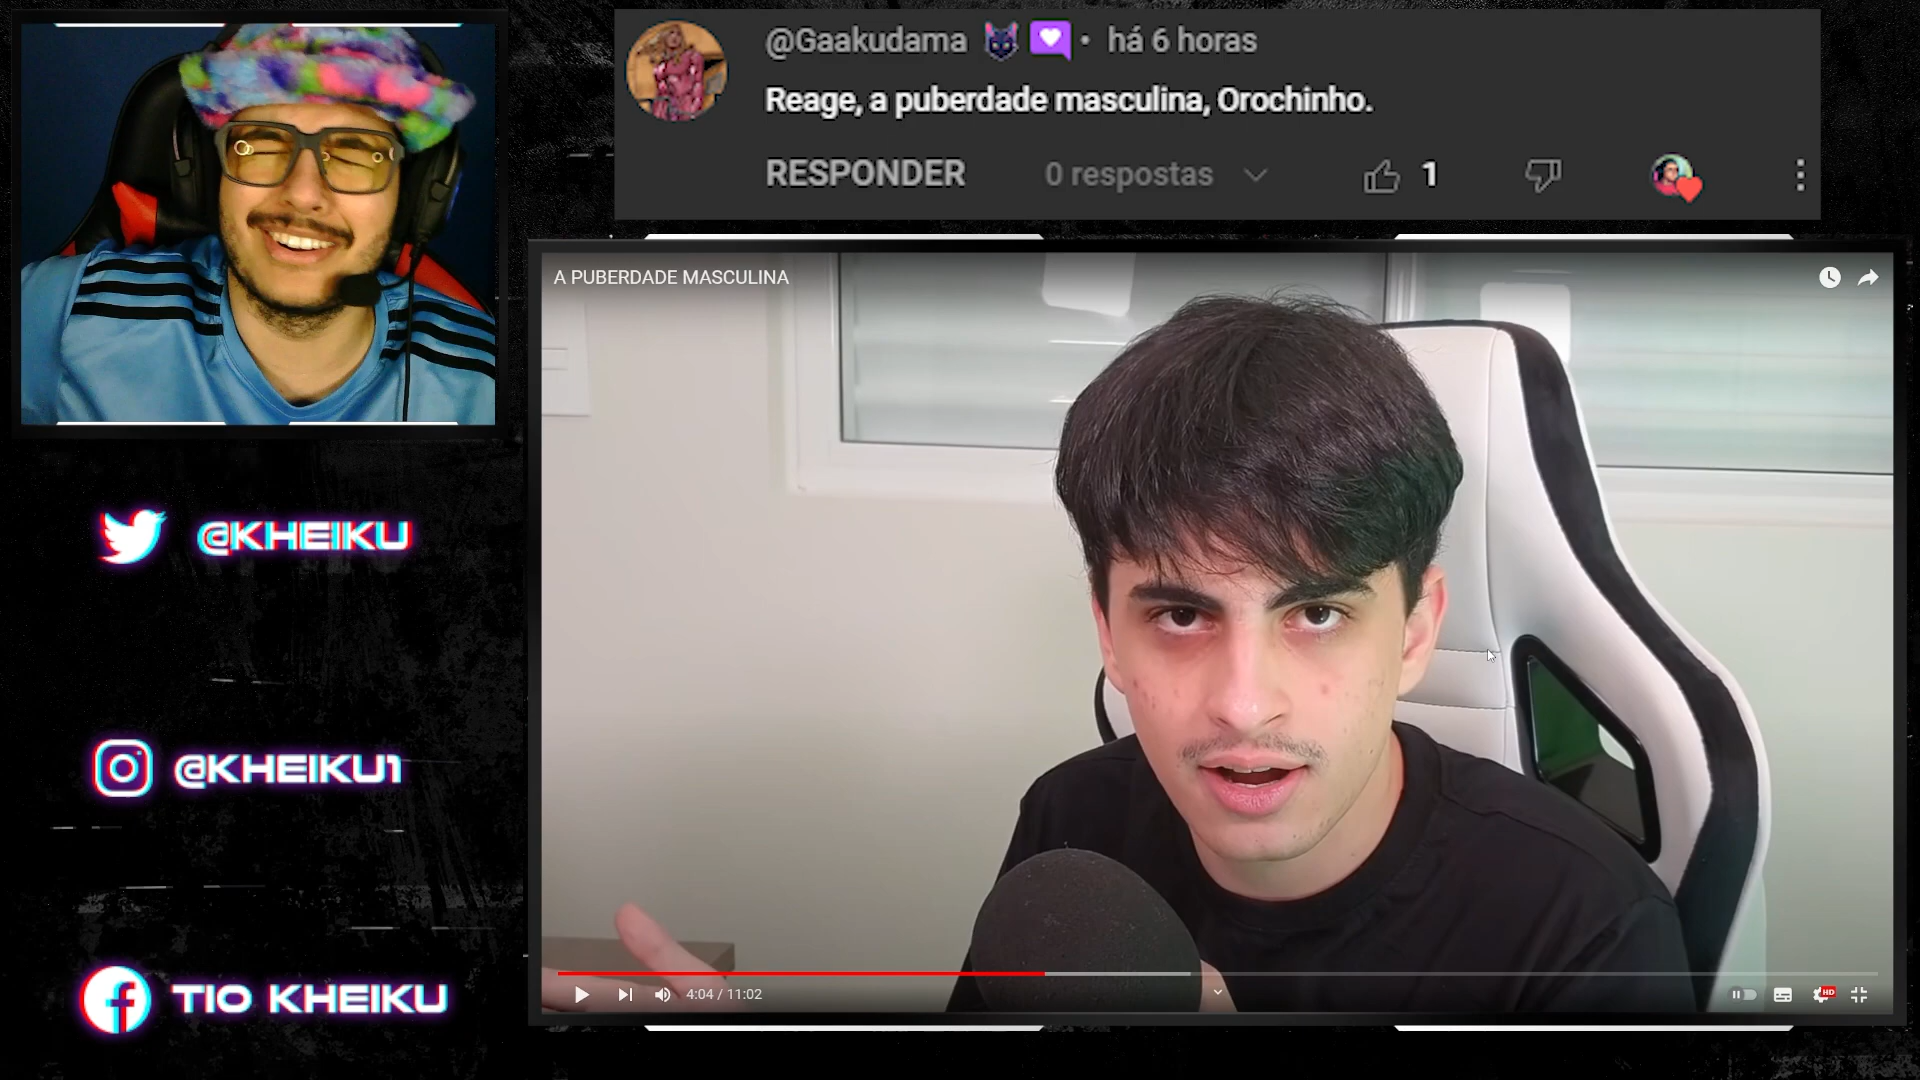 @Gaakudama • há 6 horas
Reage, a puberdade masculina, Orochinho.
RESPONDER 0 respostas 1
A PUBERDADE MASCULINA
@KHEIKU
@KHEIKU1
TIO KHEIKU
4:04 / 11:02
HD